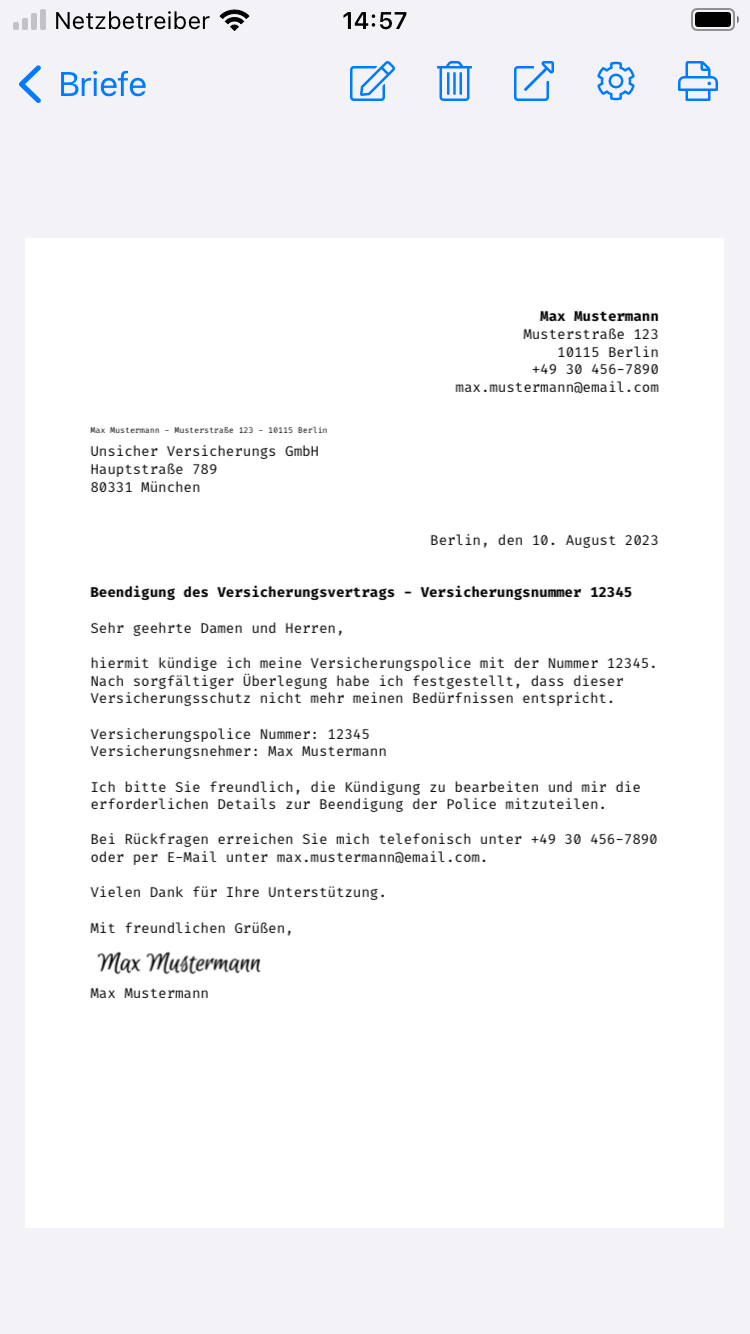 Netzbetreiber 14:57
Briefe
Max Mustermann
Musterstraße 123
10115 Berlin
+49 30 456-7890
max.mustermann@email.com
Max Mustermann - Musterstraße 123 - 10115 Berlin
Unsicher Versicherungs GmbH
Hauptstraße 789
80331 München
Berlin, den 10. August 2023
Beendigung des Versicherungsvertrags - Versicherungsnummer 12345
Sehr geehrte Damen und Herren,
hiermit kündige ich meine Versicherungspolice mit der Nummer 12345.
Nach sorgfältiger Überlegung habe ich festgestellt, dass dieser
Versicherungsschutz nicht mehr meinen Bedürfnissen entspricht.
Versicherungspolice Nummer: 12345
Versicherungsnehmer: Max Mustermann
Ich bitte Sie freundlich, die Kündigung zu bearbeiten und mir die
erforderlichen Details zur Beendigung der Police mitzuteilen.
Bei Rückfragen erreichen Sie mich telefonisch unter +49 30 456-7890
oder per E-Mail unter max.mustermann@email.com.
Vielen Dank für Ihre Unterstützung.
Mit freundlichen Grüßen,
Max Mustermann
Max Mustermann